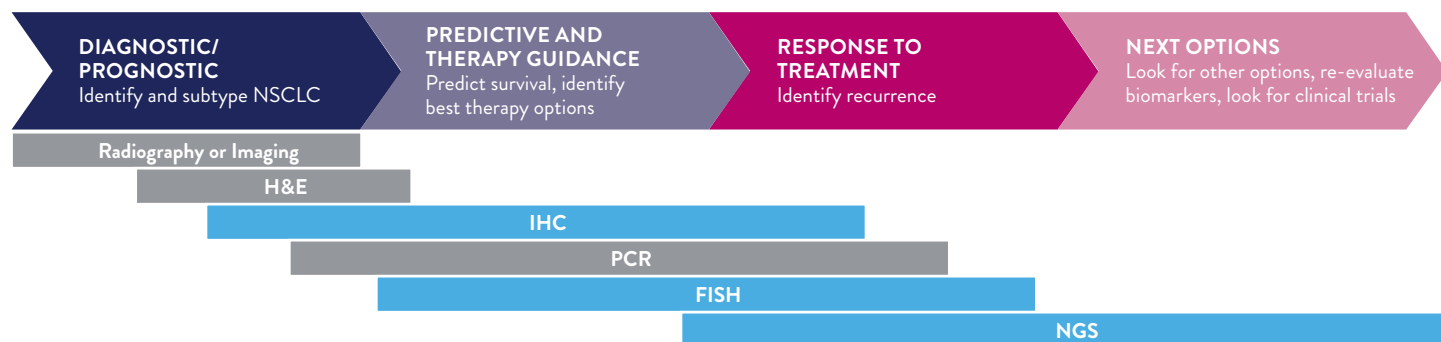 DIAGNOSTIC/
PROGNOSTIC
Identify and subtype NSCLC
PREDICTIVE AND
THERAPY GUIDANCE
Predict survival, identify
best therapy options
RESPONSE TO
TREATMENT
Identify recurrence
NEXT OPTIONS
Look for other options, re-evaluate
biomarkers, look for clinical trials
Radiography or Imaging
H&E
IHC
PCR
FISH
NGS